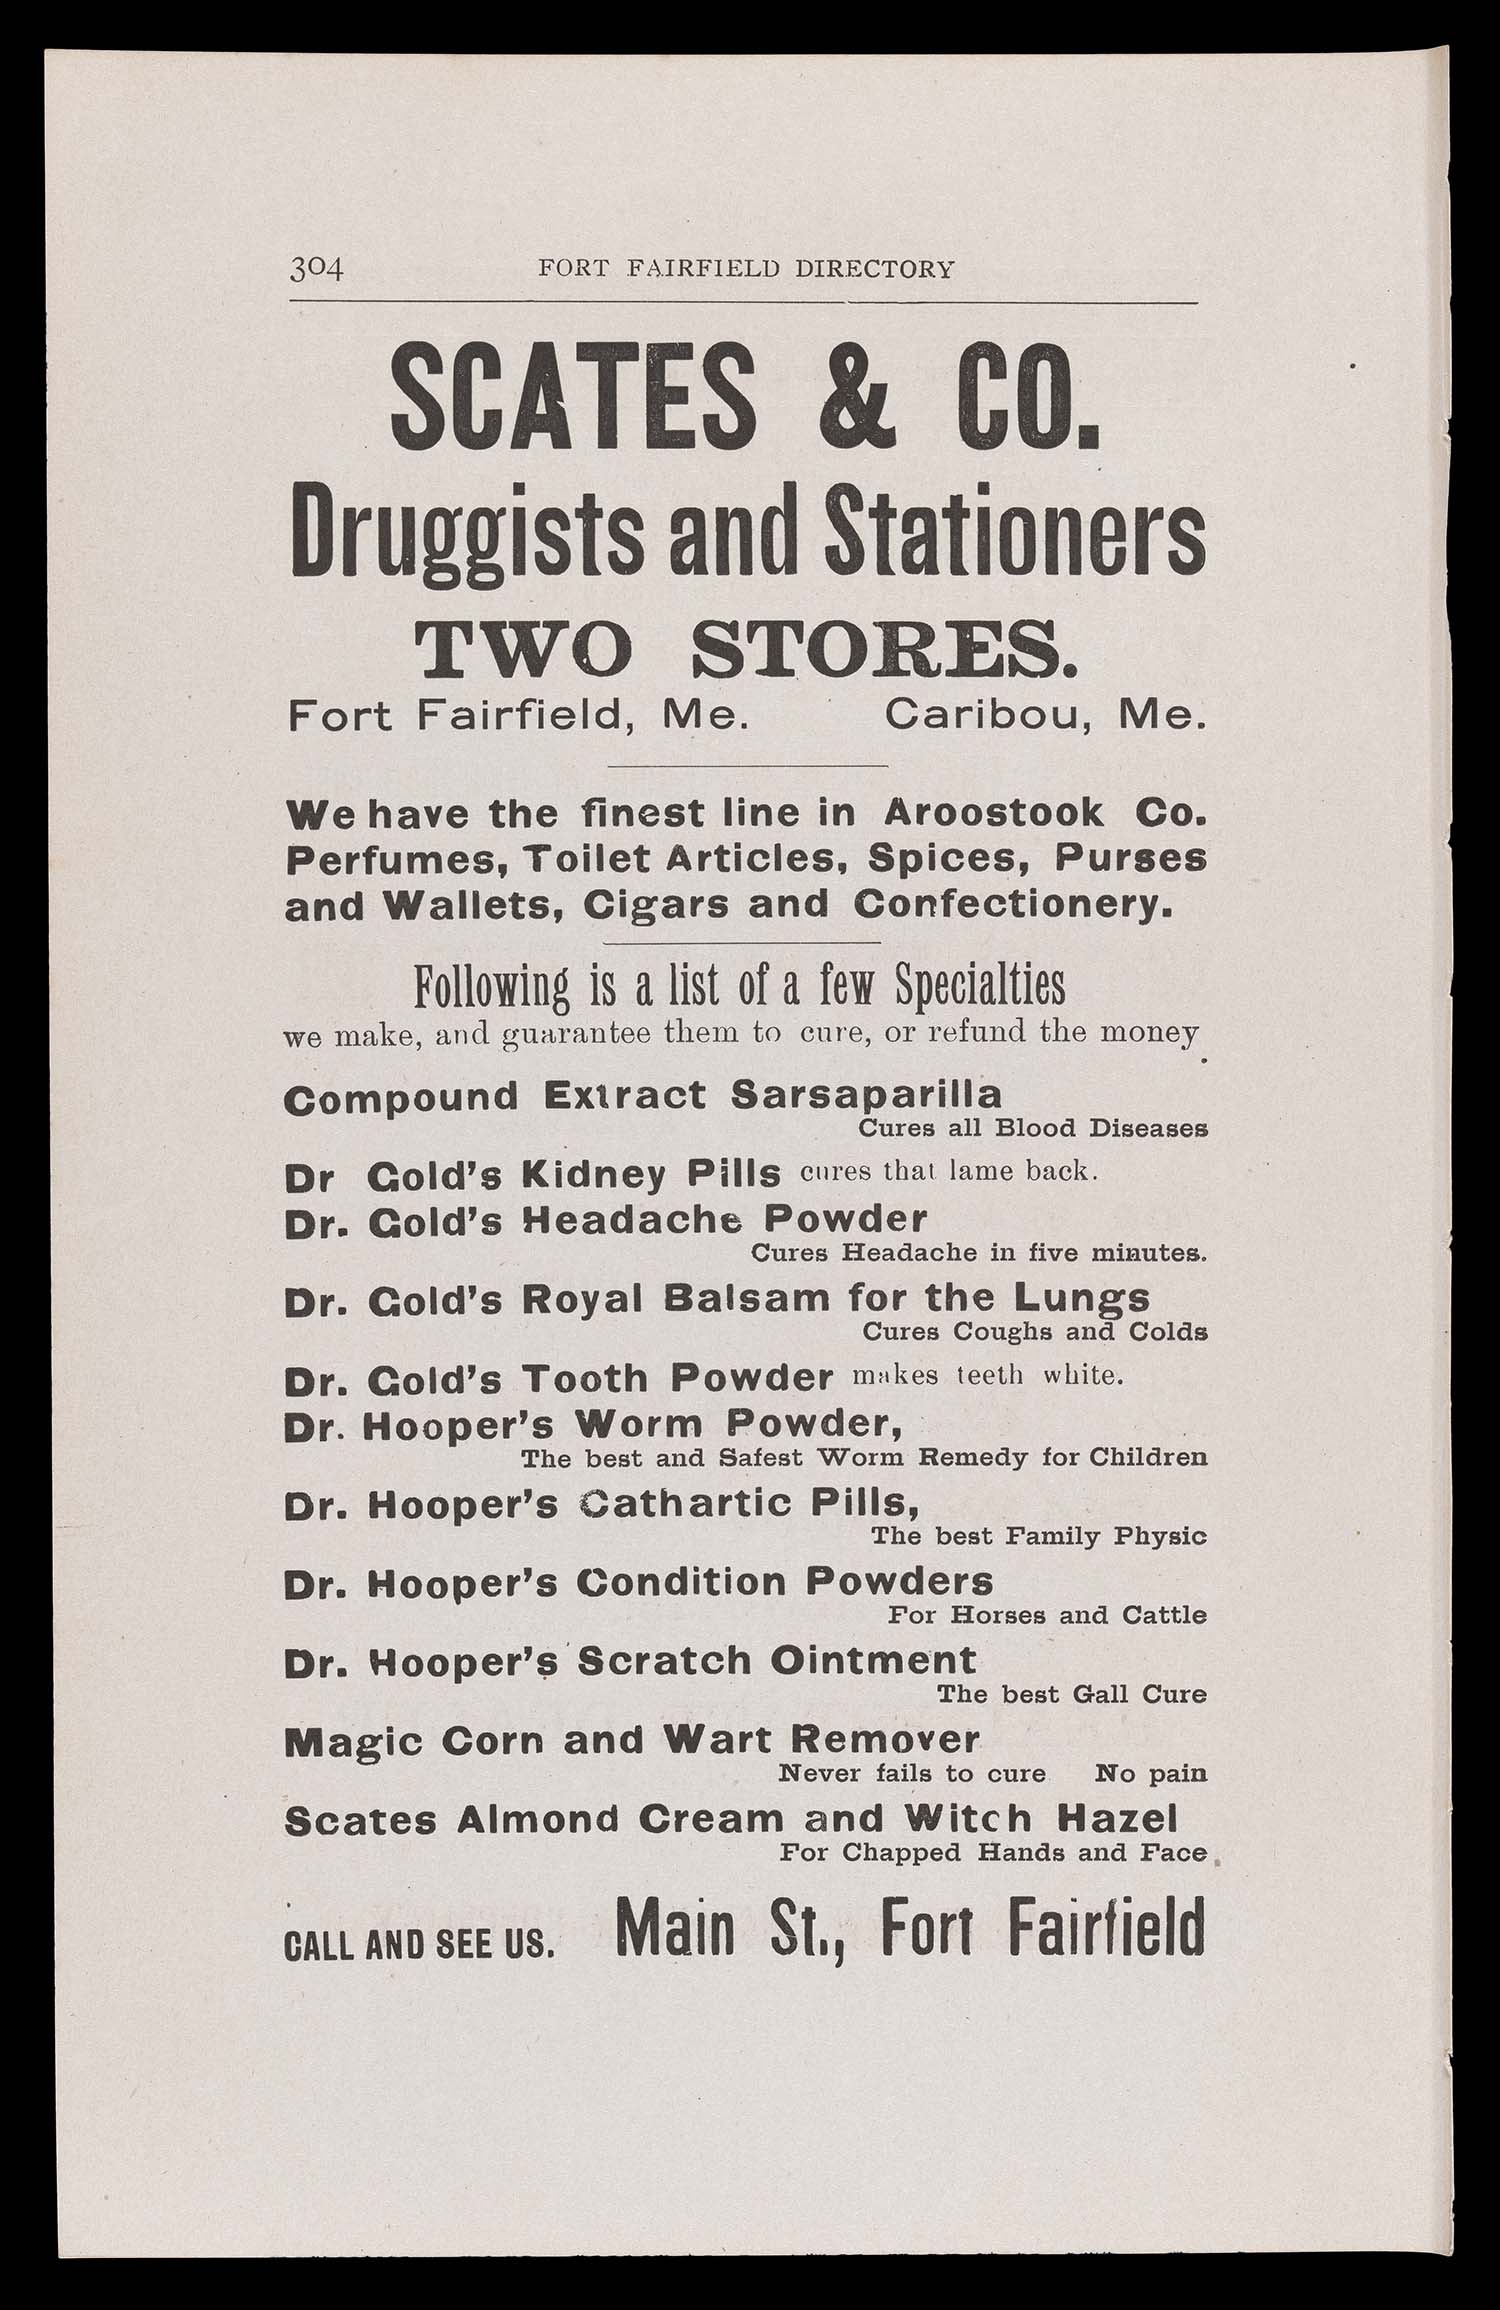 304 FORT FAIRFIELD DIRECTORY
SCATES & CO.
Druggists and Stationers
TWO STORES.
Fort Fairfield, Me. Caribou, Me.
We have the finest line in Aroostook Co.
Perfumes, Toilet Articles, Spices, Purses
and Wallets, Cigars and Confectionery.
Following is a list of a few Specialties
we make, and guarantee them to cure, or refund the money.
Compound Extract Sarsaparilla
Cures all Blood Diseases
Dr Gold's Kidney Pills cures that lame back.
Dr. Gold's Headache Powder
Cures Headache in five minutes.
Dr. Gold's Royal Balsam for the Lungs
Cures Coughs and Colds
Dr. Gold's Tooth Powder makes teeth white.
Dr. Hooper's Worm Powder,
The best and Safest Worm Remedy for Children
Dr. Hooper's Cathartic Pills,
The best Family Physic
Dr. Hooper's Condition Powders
For Horses and Cattle
Dr. Hooper's Scratch Ointment
The best Gall Cure
Magic Corn and Wart Remover
Never fails to cure No pain
Scates Almond Cream and Witch Hazel
For Chapped Hands and Face.
CALL AND SEE US. Main St., Fort Fairfield